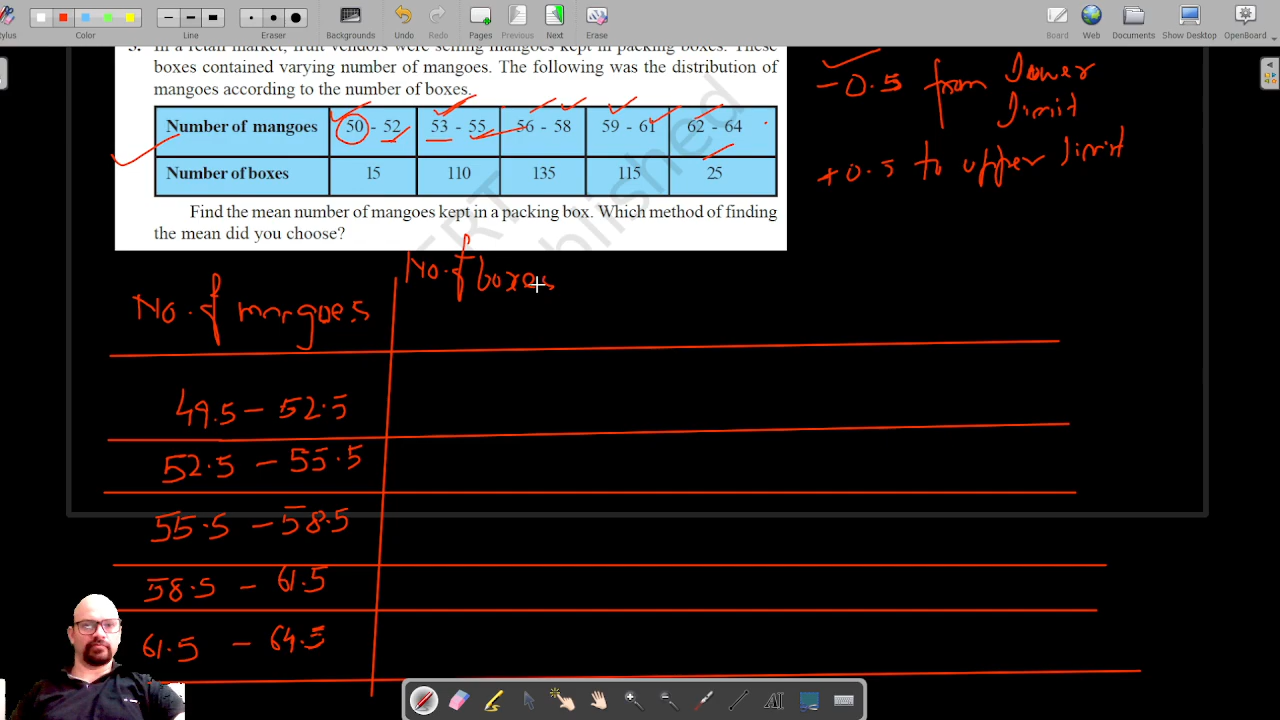 Stylus Color Line Eraser Backgrounds Undo Redo Pages Previous Next Erase Board Web Documents Show Desktop OpenBoard
boxes contained varying number of mangoes. The following was the distribution of
mangoes according to the number of boxes.
Number of mangoes 50 - 52 53 - 55 56 - 58 59 - 61 62 - 64
Number of boxes 15 110 135 115 25
Find the mean number of mangoes kept in a packing box. Which method of finding
the mean did you choose?
- 0.5 from lower
limit
+ 0.5 to upper limit
No. of mangoes No. of boxes
49.5 - 52.5
52.5 - 55.5
55.5 - 58.5
58.5 - 61.5
61.5 - 64.5